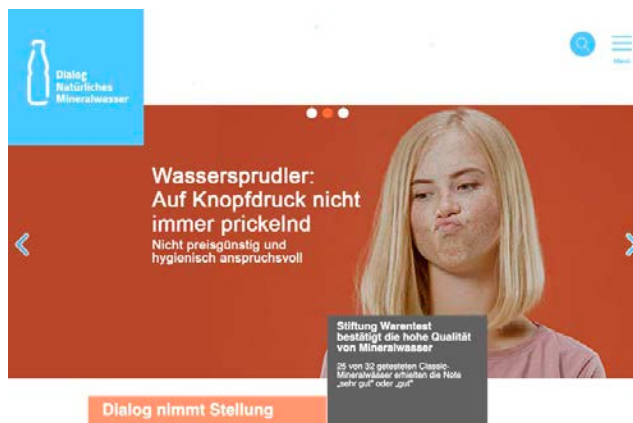 Dialog
Natürliches
Mineralwasser
Menü
Wassersprudler:
Auf Knopfdruck nicht
immer prickelnd
Nicht preisgünstig und
hygienisch anspruchsvoll
Stiftung Warentest
bestätigt die hohe Qualität
von Mineralwasser
25 von 32 getesteten Classic-
Mineralwässer erhielten die Note
„sehr gut" oder „gut"
Dialog nimmt Stellung